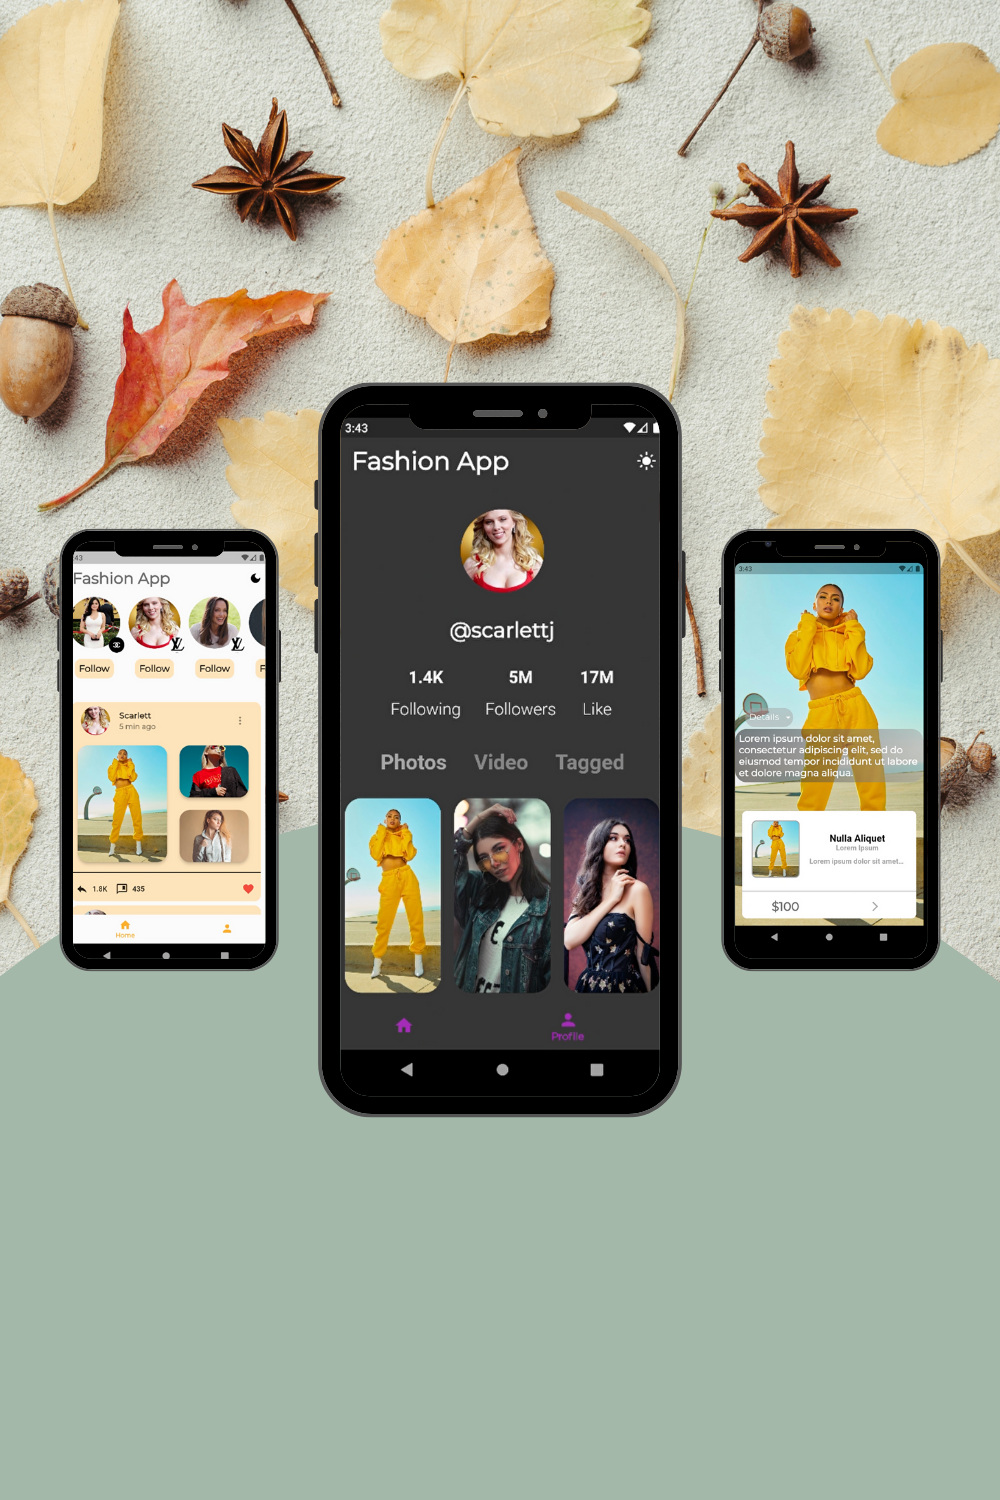 43
Fashion App
Follow
Follow
Follow
F
Scarlett
5 min ago
1.8K
435
Home
3:43
Fashion App
@scarlettj
1.4K 5M 17M
Following Followers Like
Photos Video Tagged
Profile
3:43
Details
Lorem ipsum dolor sit amet,
consectetur adipiscing elit, sed do
eiusmod tempor incididunt ut labore
et dolore magna aliqua.
Nulla Aliquet
Lorem Ipsum
Lorem ipsum dolor sit amet...
$100